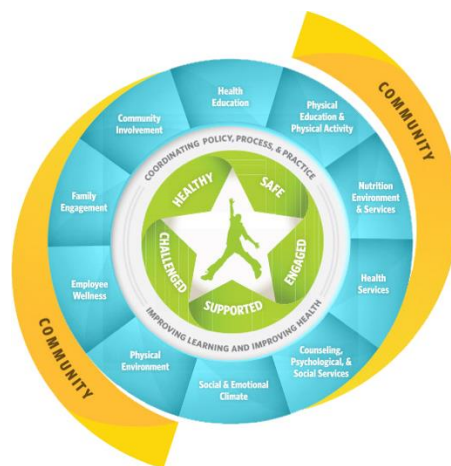 COMMUNITY
Health
Education
Physical
Education &
Physical Activity
Nutrition
Environment
& Services
Health
Services
Counseling,
Psychological, &
Social Services
Social & Emotional
Climate
Physical
Environment
Employee
Wellness
Family
Engagement
Community
Involvement
COMMUNITY
COORDINATING POLICY, PROCESS, & PRACTICE
IMPROVING LEARNING AND IMPROVING HEALTH
HEALTHY
SAFE
ENGAGED
SUPPORTED
CHALLENGED